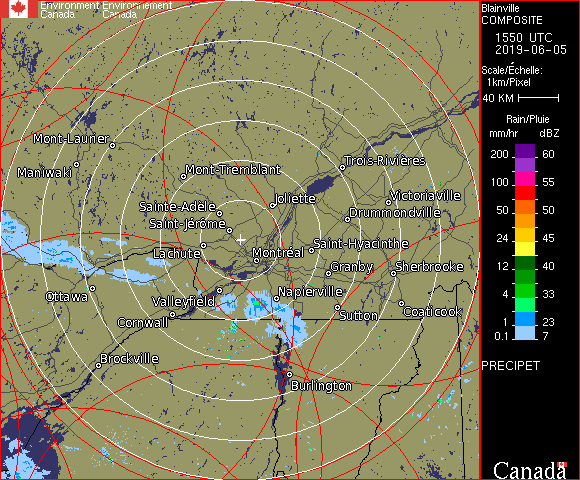 Environment Environnement
Canada Canada
Blainville
COMPOSITE
1550 UTC
2019-06-05
Scale/Échelle:
1km/Pixel
40 KM
Rain/Pluie
mm/hr dBZ
200 60
100 55
50 50
24 45
12 40
4 33
1 23
0.1 7
PRECIPET
Canada
Mont-Laurier
Maniwaki
Mont-Tremblant
Trois-Rivières
Sainte-Adèle
Joliette
Victoriaville
Saint-Jérôme
Drummondville
Lachute
Montréal
Saint-Hyacinthe
Granby
Sherbrooke
Ottawa
Valleyfield
Napierville
Cornwall
Sutton
Coaticook
Brockville
Burlington